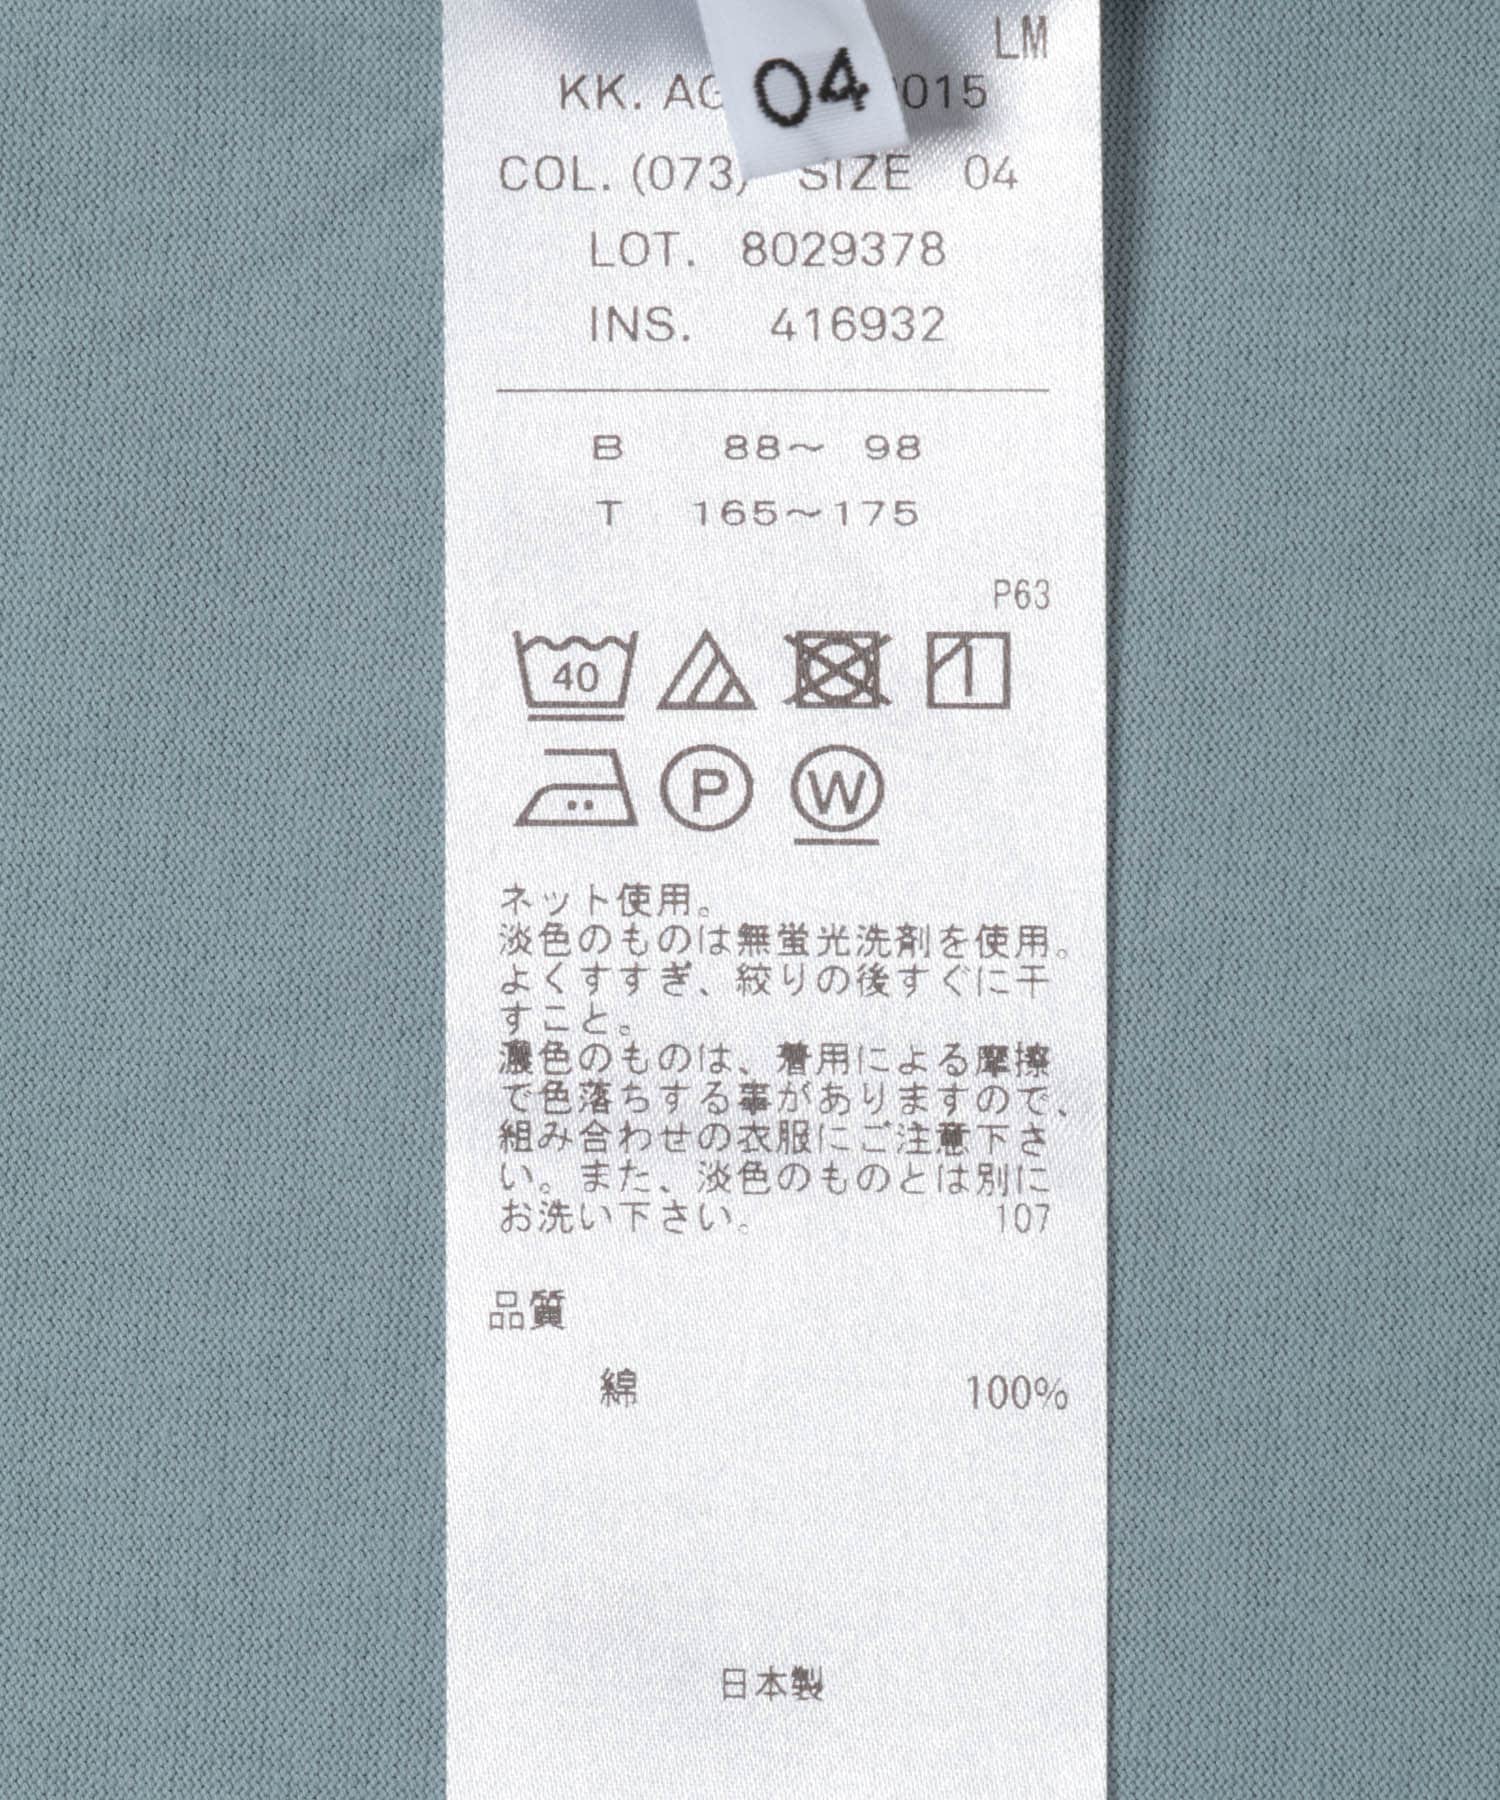 LM
04
KK. AG 015
COL. (073) SIZE 04
LOT. 8029378
INS. 416932
B 88～ 98
T 165～175
P63
40
P W
ネット使用。
淡色のものは無蛍光洗剤を使用。
よくすすぎ、絞りの後すぐに干
すこと。
濃色のものは、着用による摩擦
で色落ちする事がありますので、
組み合わせの衣服にご注意下さ
い。また、淡色のものとは別に
お洗い下さい。 107
品質
綿 100%
日本製